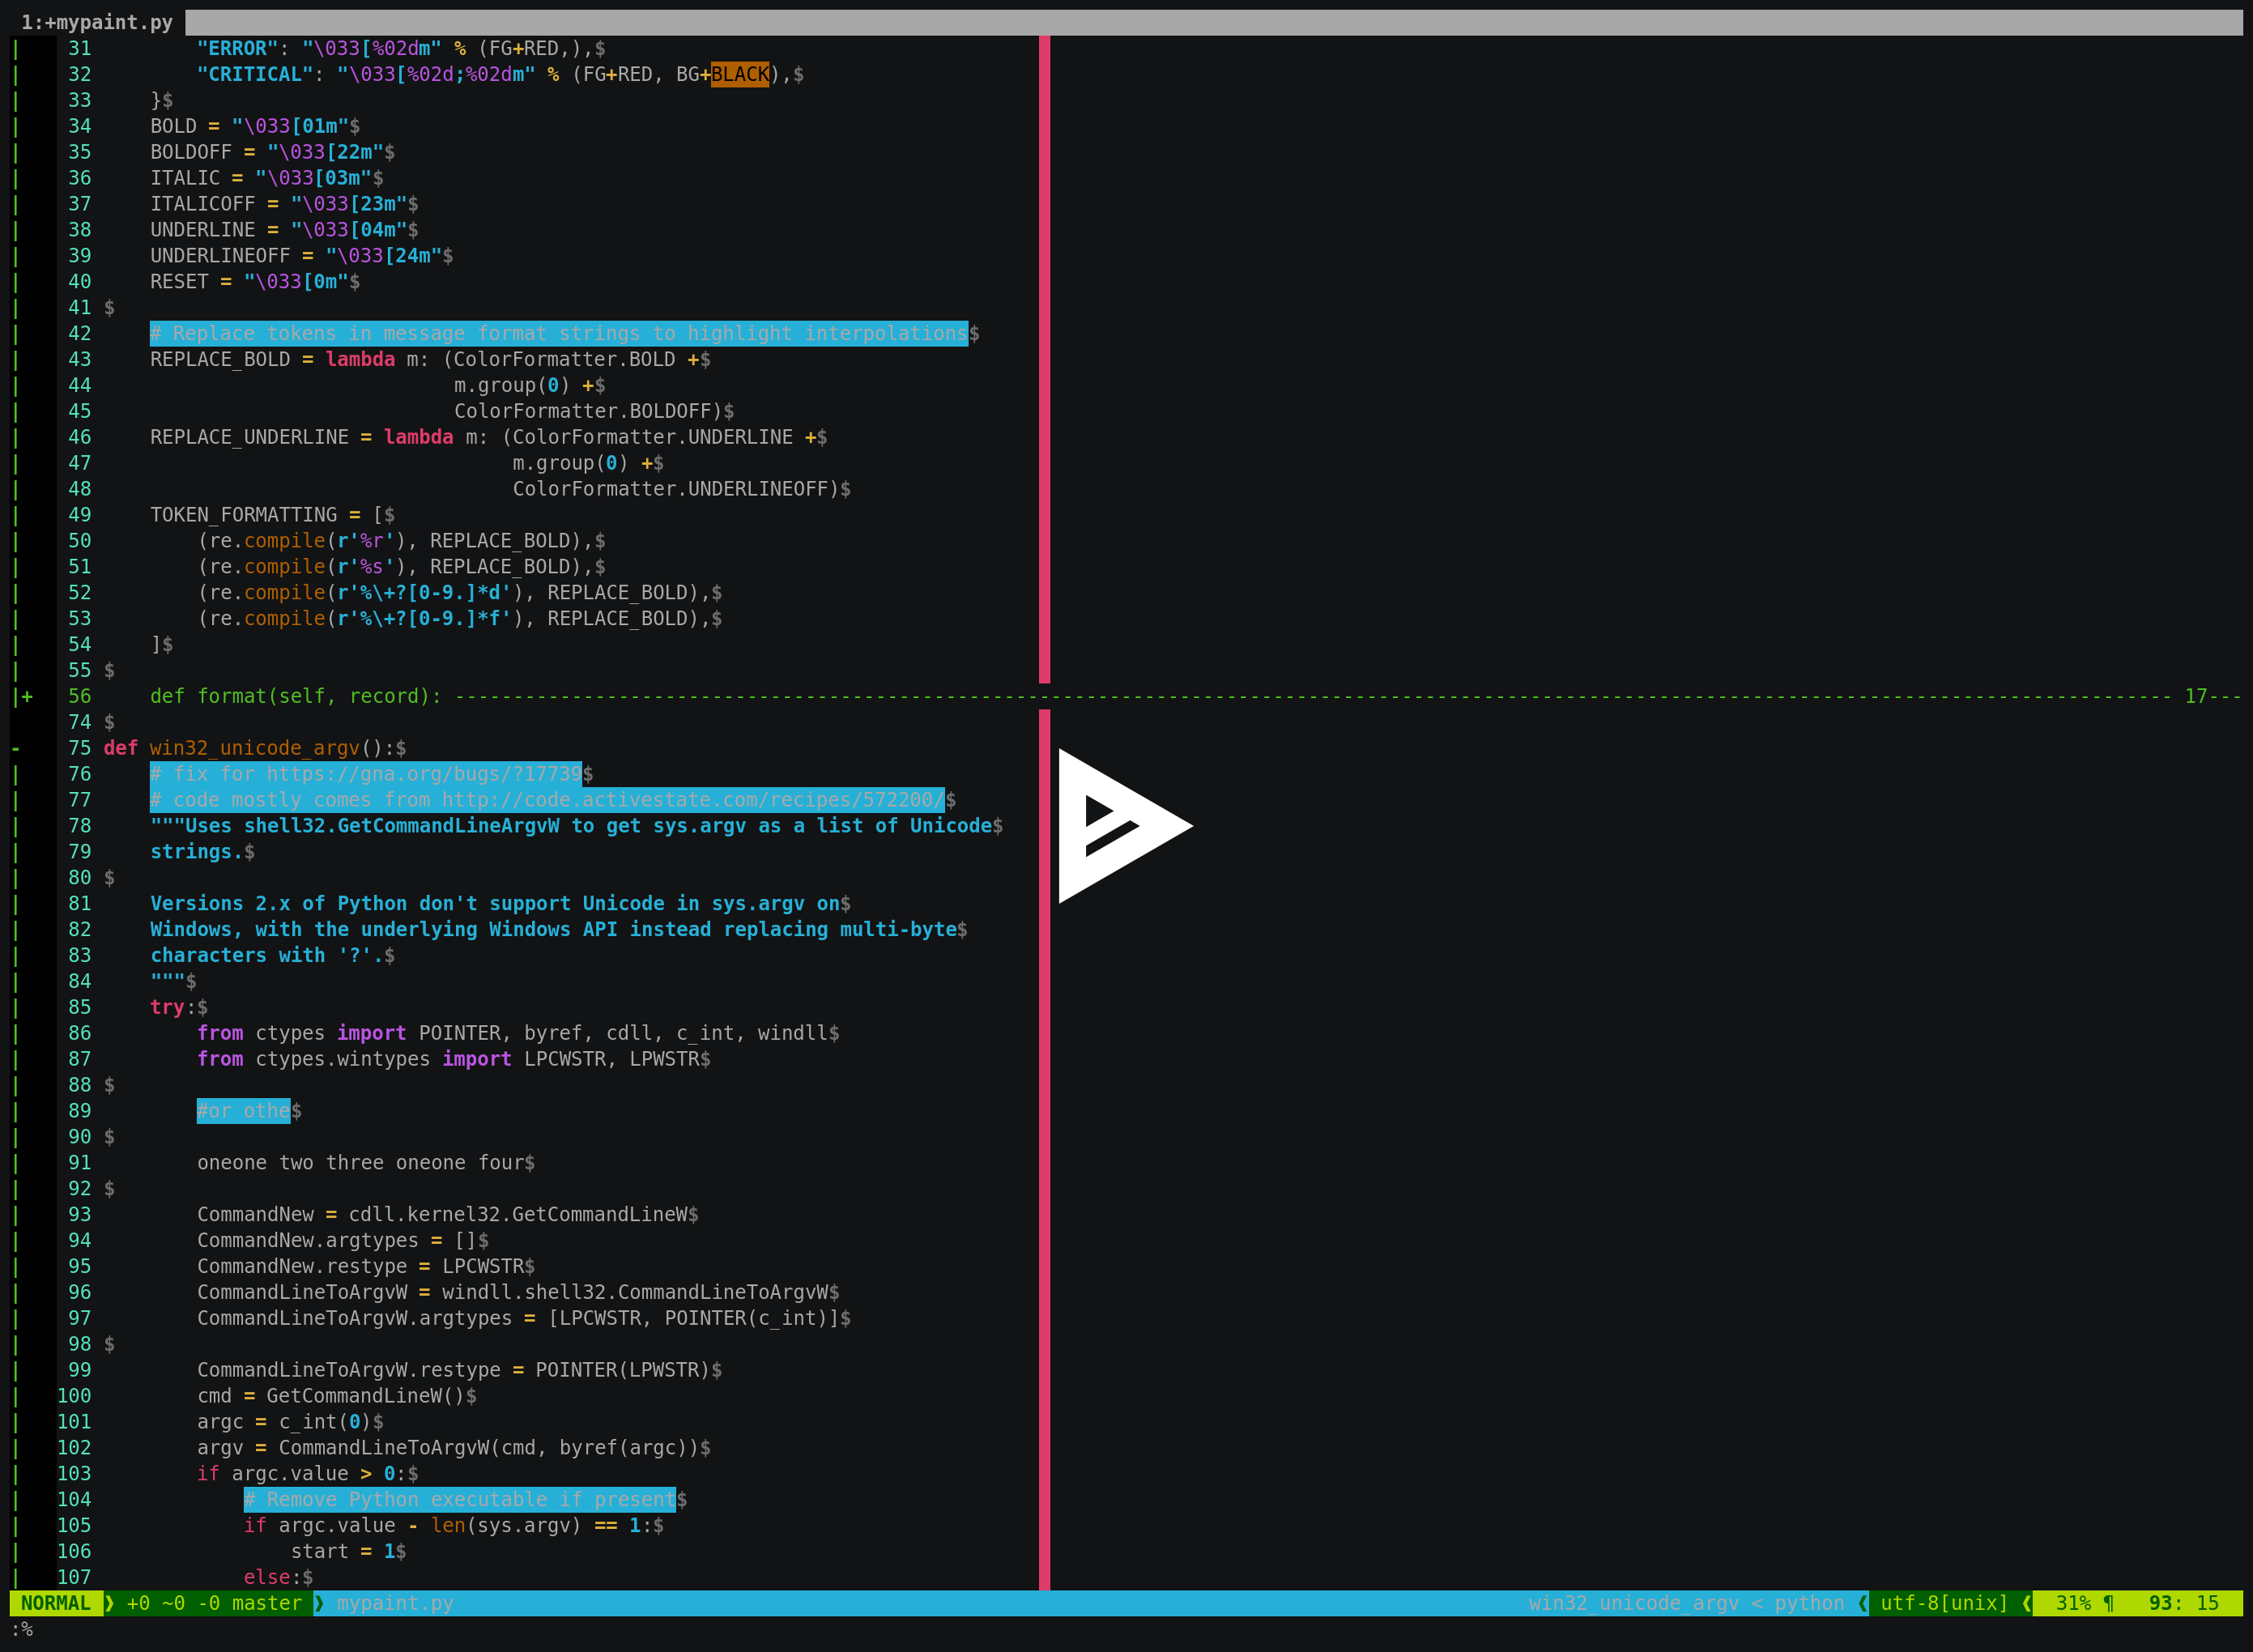 1:+mypaint.py
|    31         "ERROR": "\033[%02dm" % (FG+RED,),$
|    32         "CRITICAL": "\033[%02d;%02dm" % (FG+RED, BG+BLACK),$
|    33     }$
|    34     BOLD = "\033[01m"$
|    35     BOLDOFF = "\033[22m"$
|    36     ITALIC = "\033[03m"$
|    37     ITALICOFF = "\033[23m"$
|    38     UNDERLINE = "\033[04m"$
|    39     UNDERLINEOFF = "\033[24m"$
|    40     RESET = "\033[0m"$
|    41 $
|    42     # Replace tokens in message format strings to highlight interpolations$
|    43     REPLACE_BOLD = lambda m: (ColorFormatter.BOLD +$
|    44                               m.group(0) +$
|    45                               ColorFormatter.BOLDOFF)$
|    46     REPLACE_UNDERLINE = lambda m: (ColorFormatter.UNDERLINE +$
|    47                                    m.group(0) +$
|    48                                    ColorFormatter.UNDERLINEOFF)$
|    49     TOKEN_FORMATTING = [$
|    50         (re.compile(r'%r'), REPLACE_BOLD),$
|    51         (re.compile(r'%s'), REPLACE_BOLD),$
|    52         (re.compile(r'%\+?[0-9.]*d'), REPLACE_BOLD),$
|    53         (re.compile(r'%\+?[0-9.]*f'), REPLACE_BOLD),$
|    54     ]$
|    55 $
|+   56     def format(self, record): --------------------------------------------------------------------------------------------------------------------------------------------------- 17---
     74 $
-    75 def win32_unicode_argv():$
|    76     # fix for https://gna.org/bugs/?17739$
|    77     # code mostly comes from http://code.activestate.com/recipes/572200/$
|    78     """Uses shell32.GetCommandLineArgvW to get sys.argv as a list of Unicode$
|    79     strings.$
|    80 $
|    81     Versions 2.x of Python don't support Unicode in sys.argv on$
|    82     Windows, with the underlying Windows API instead replacing multi-byte$
|    83     characters with '?'.$
|    84     """$
|    85     try:$
|    86         from ctypes import POINTER, byref, cdll, c_int, windll$
|    87         from ctypes.wintypes import LPCWSTR, LPWSTR$
|    88 $
|    89         #or othe$
|    90 $
|    91         oneone two three oneone four$
|    92 $
|    93         CommandNew = cdll.kernel32.GetCommandLineW$
|    94         CommandNew.argtypes = []$
|    95         CommandNew.restype = LPCWSTR$
|    96         CommandLineToArgvW = windll.shell32.CommandLineToArgvW$
|    97         CommandLineToArgvW.argtypes = [LPCWSTR, POINTER(c_int)]$
|    98 $
|    99         CommandLineToArgvW.restype = POINTER(LPWSTR)$
|   100         cmd = GetCommandLineW()$
|   101         argc = c_int(0)$
|   102         argv = CommandLineToArgvW(cmd, byref(argc))$
|   103         if argc.value > 0:$
|   104             # Remove Python executable if present$
|   105             if argc.value - len(sys.argv) == 1:$
|   106                 start = 1$
|   107             else:$
NORMAL ❱ +0 ~0 -0 master ❱ mypaint.py win32_unicode_argv < python ❰ utf-8[unix] ❰ 31% ¶ 93: 15
:%